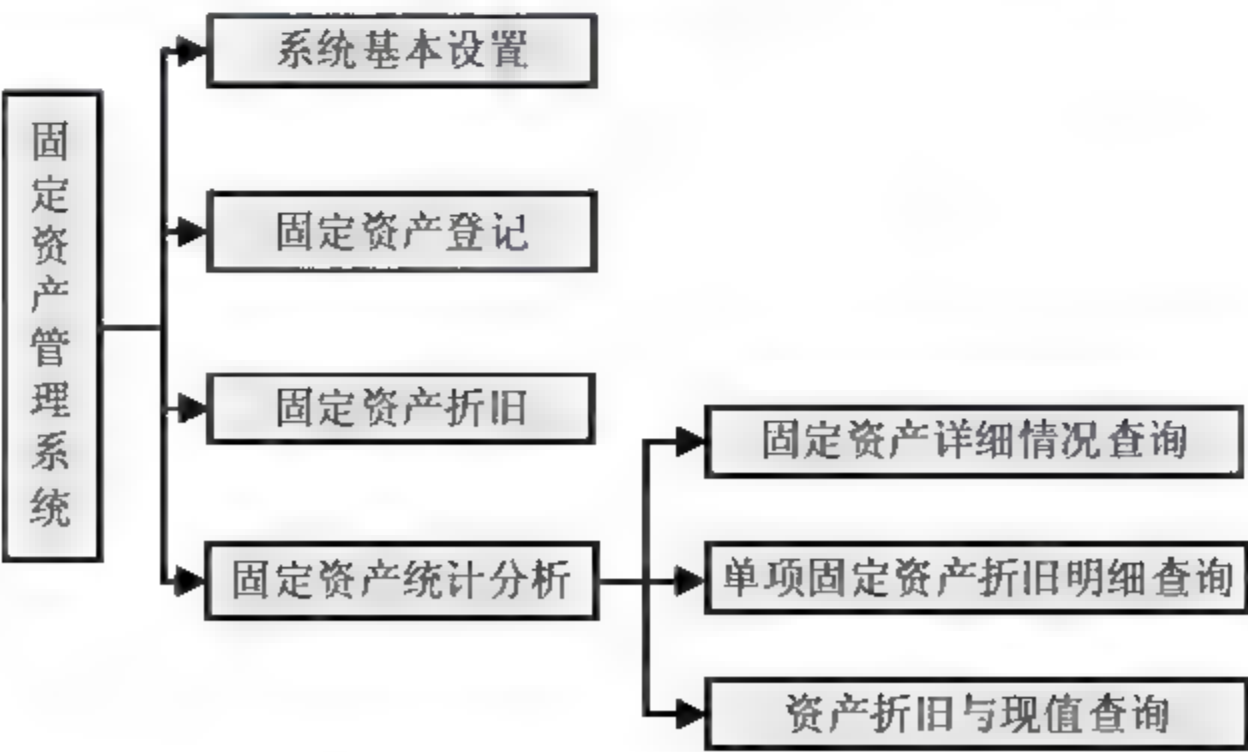 固定资产管理系统
系统基本设置
固定资产登记
固定资产折旧
固定资产统计分析
固定资产详细情况查询
单项固定资产折旧明细查询
资产折旧与现值查询